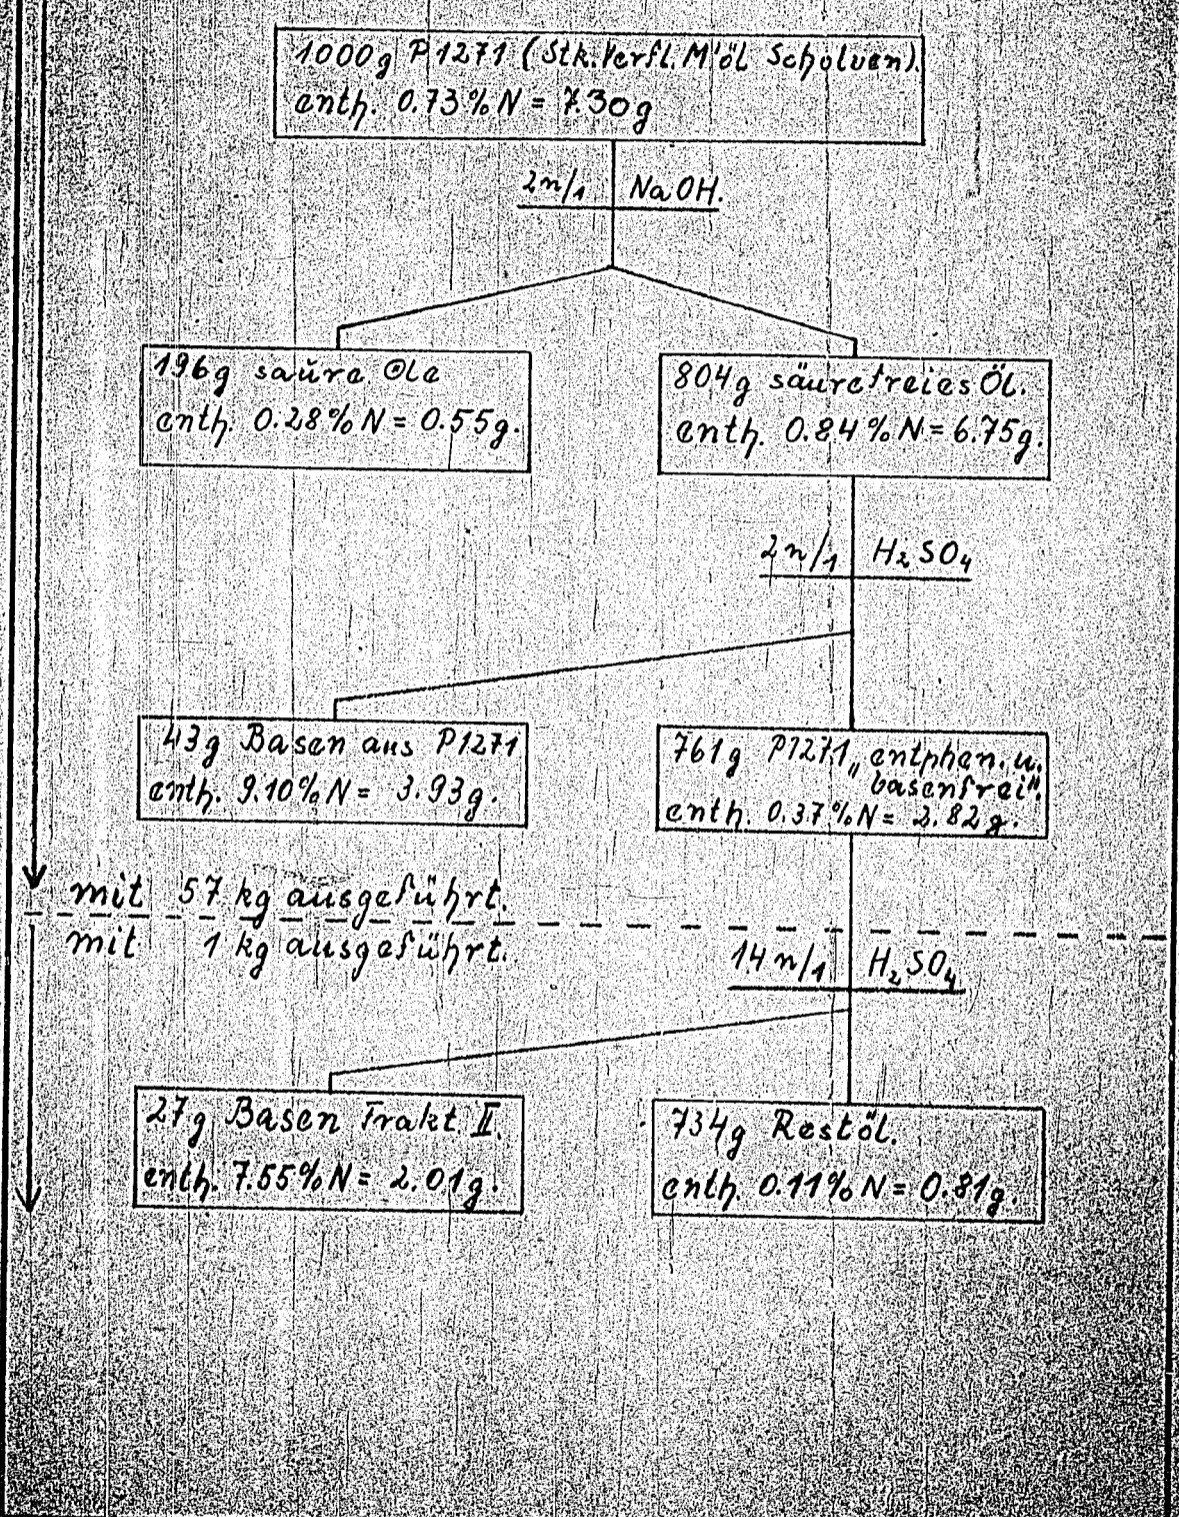 1000g P1271 (Stk.Verfl. M'öl Scholven).
enth. 0.73% N = 7.30g
2n/1 NaOH.
196g saŭre Öle
enth. 0.28% N = 0.55g.
804g säurefreies Öl.
enth. 0.84% N = 6.75g.
2n/1 H₂SO₄
43g Basen aus P1271
enth. 9.10% N = 3.93g.
761g P1271 „entphen. u.
basenfrei".
enth. 0.37% N = 2.82g.
mit 57 kg ausgeführt.
mit 1 kg ausgeführt.
14n/1 H₂SO₄
27g Basen Frakt. II.
enth. 7.55% N = 2.01g.
734g Restöl.
enth. 0.11% N = 0.81g.